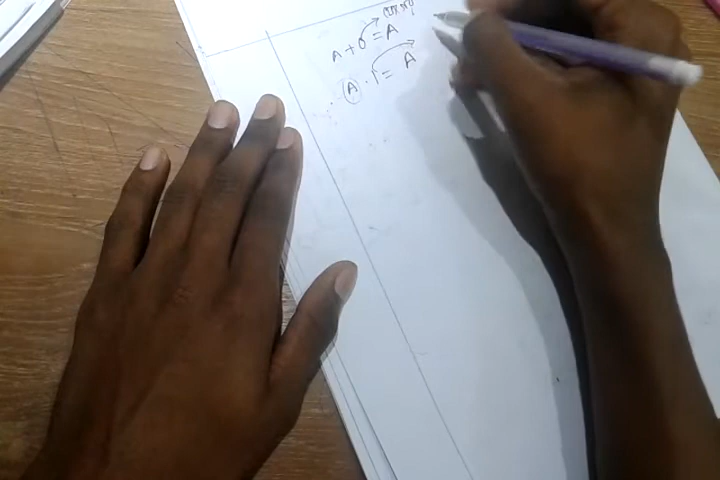 A + 0 = A
A · 1 = A